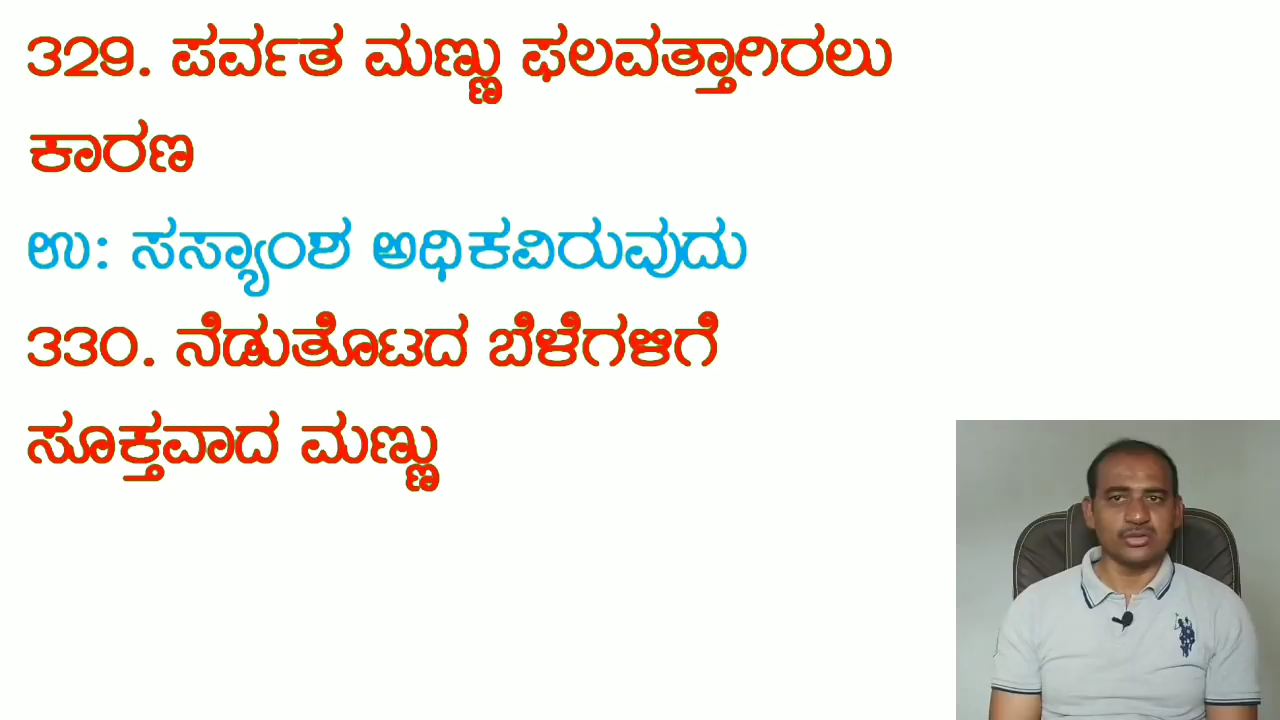 329. ಪರ್ವತ ಮಣ್ಣು ಫಲವತ್ತಾಗಿರಲು
ಕಾರಣ
ಉ: ಸಸ್ಯಾಂಶ ಅಧಿಕವಿರುವುದು
330. ನೆಡುತೊಟದ ಬೆಳೆಗಳಿಗೆ
ಸೂಕ್ತವಾದ ಮಣ್ಣು